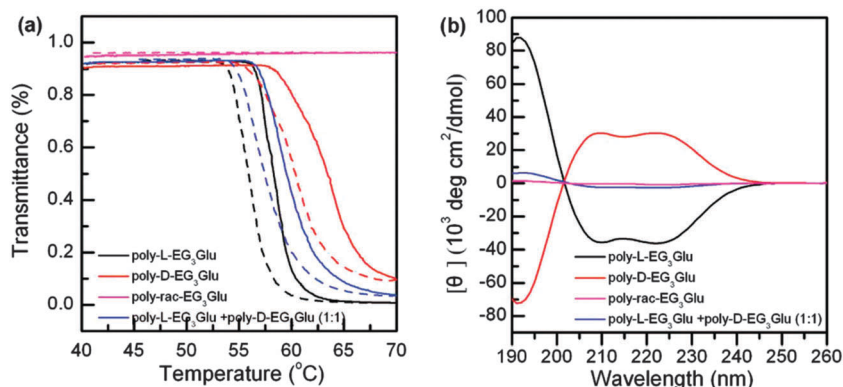 (a)
Transmittance (%)
1.0
0.8
0.6
0.4
0.2
0.0
poly-L-EG₃Glu
poly-D-EG₃Glu
poly-rac-EG₃Glu
poly-L-EG₃Glu +poly-D-EG₃Glu (1:1)
40 45 50 55 60 65 70
Temperature (°C)
(b)
[θ] (10³ deg cm²/dmol)
100
80
60
40
20
0
-20
-40
-60
-80
poly-L-EG₃Glu
poly-D-EG₃Glu
poly-rac-EG₃Glu
poly-L-EG₃Glu +poly-D-EG₃Glu (1:1)
190 200 210 220 230 240 250 260
Wavelength (nm)